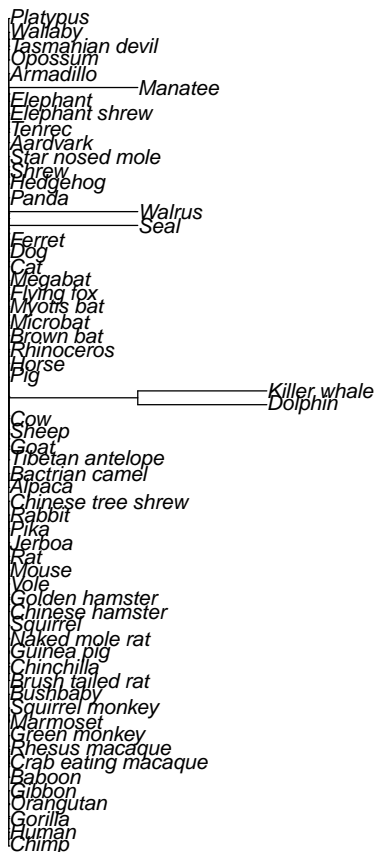 Platypus
Wallaby
Tasmanian devil
Opossum
Armadillo
Manatee
Elephant
Elephant shrew
Tenrec
Aardvark
Star nosed mole
Shrew
Hedgehog
Panda
Walrus
Seal
Ferret
Dog
Cat
Megabat
Flying fox
Myotis bat
Microbat
Brown bat
Rhinoceros
Horse
Pig
Killer whale
Dolphin
Cow
Sheep
Goat
Tibetan antelope
Bactrian camel
Alpaca
Chinese tree shrew
Rabbit
Pika
Jerboa
Rat
Mouse
Vole
Golden hamster
Chinese hamster
Squirrel
Naked mole rat
Guinea pig
Chinchilla
Brush tailed rat
Bushbaby
Squirrel monkey
Marmoset
Green monkey
Rhesus macaque
Crab eating macaque
Baboon
Gibbon
Orangutan
Gorilla
Human
Chimp